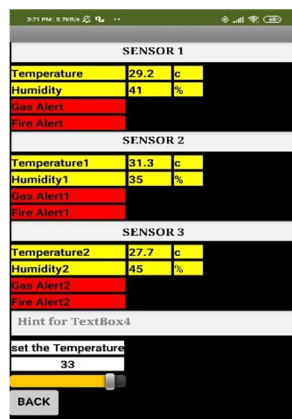 3:21 PM | 8.7KB/s
SENSOR 1
Temperature 29.2 c
Humidity 41 %
Gas Alert
Fire Alert
SENSOR 2
Temperature1 31.3 c
Humidity1 35 %
Gas Alert1
Fire Alert1
SENSOR 3
Temperature2 27.7 c
Humidity2 45 %
Gas Alert2
Fire Alert2
Hint for TextBox4
set the Temperature
33
BACK